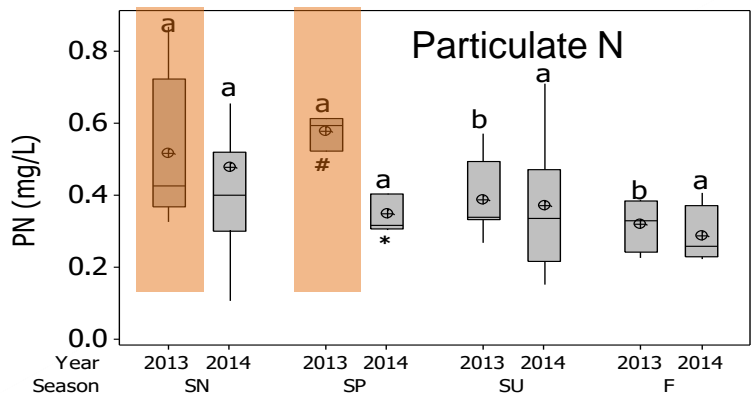 Particulate N
PN (mg/L)
0.8
0.6
0.4
0.2
0.0
a a a a b a b a
# *
Year 2013 2014 2013 2014 2013 2014 2013 2014
Season SN SP SU F